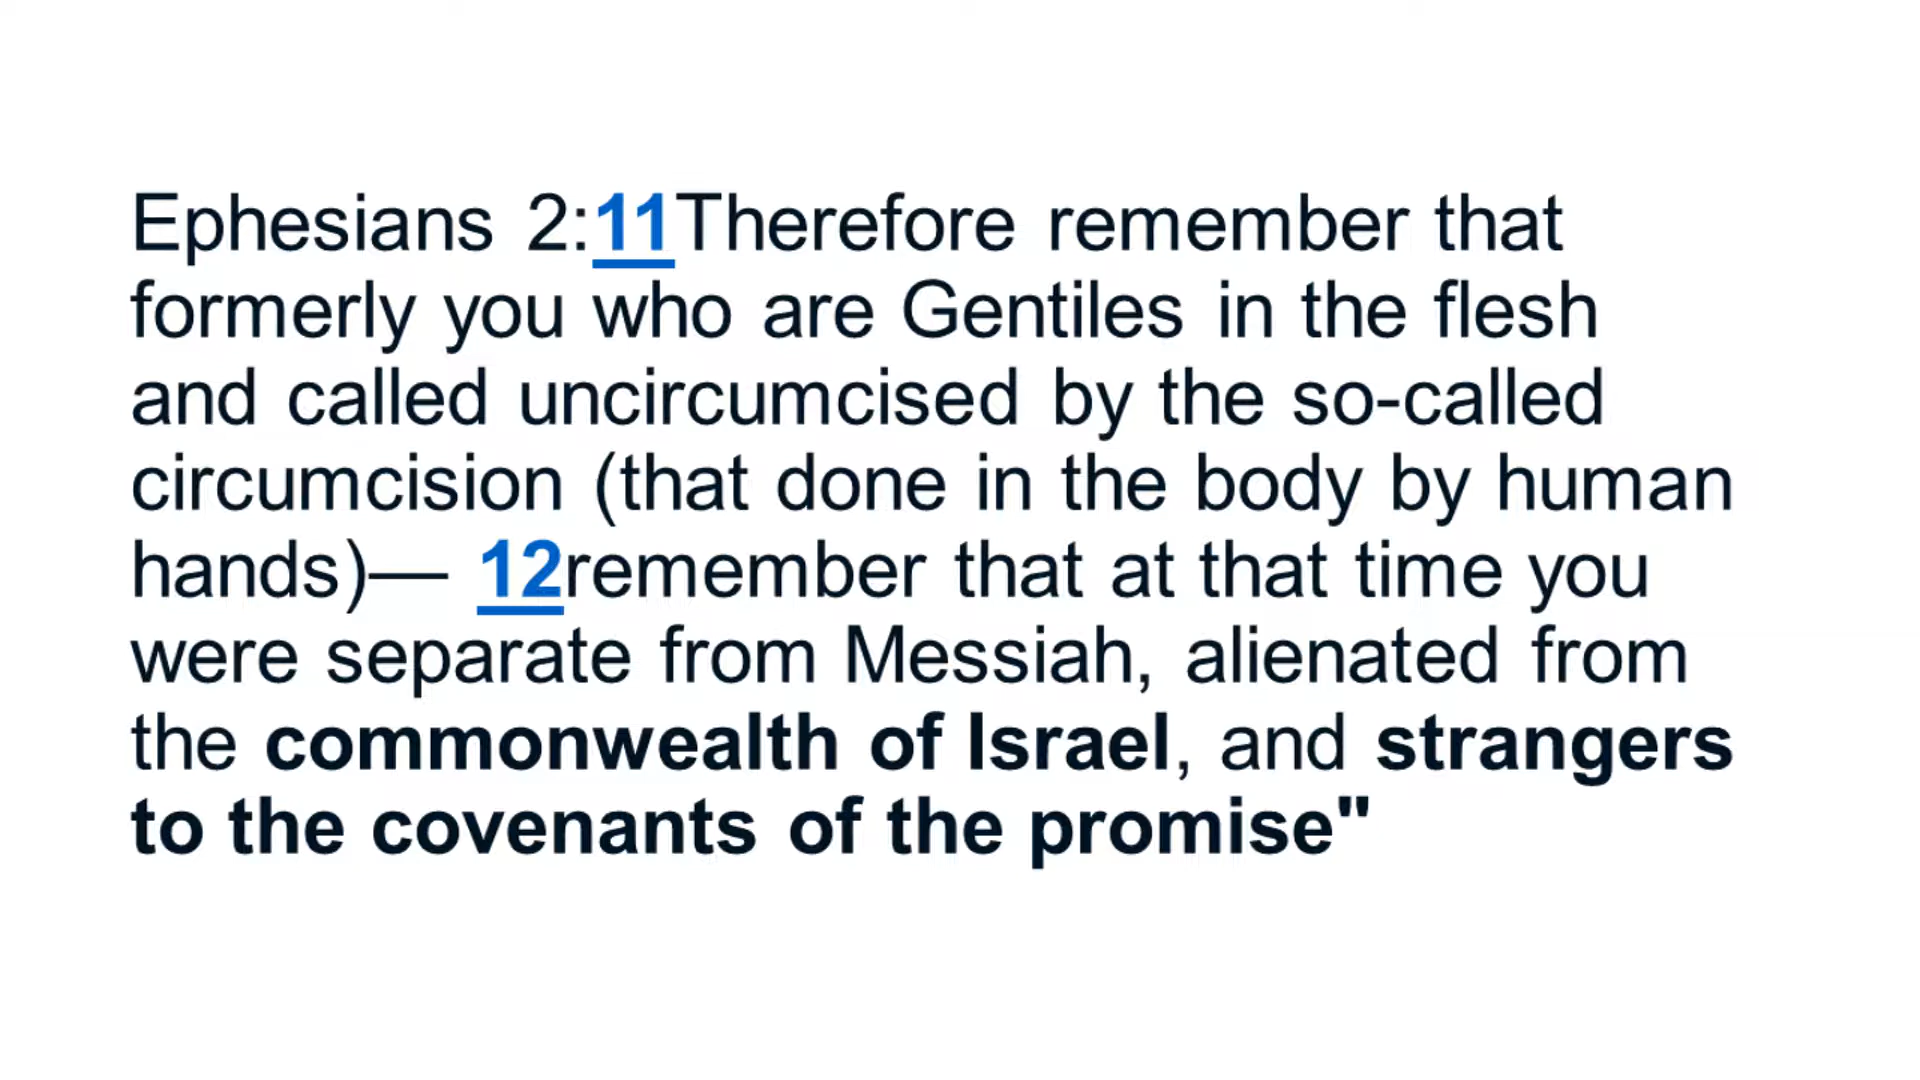 Ephesians 2:11Therefore remember that
formerly you who are Gentiles in the flesh
and called uncircumcised by the so-called
circumcision (that done in the body by human
hands)— 12remember that at that time you
were separate from Messiah, alienated from
the commonwealth of Israel, and strangers
to the covenants of the promise"